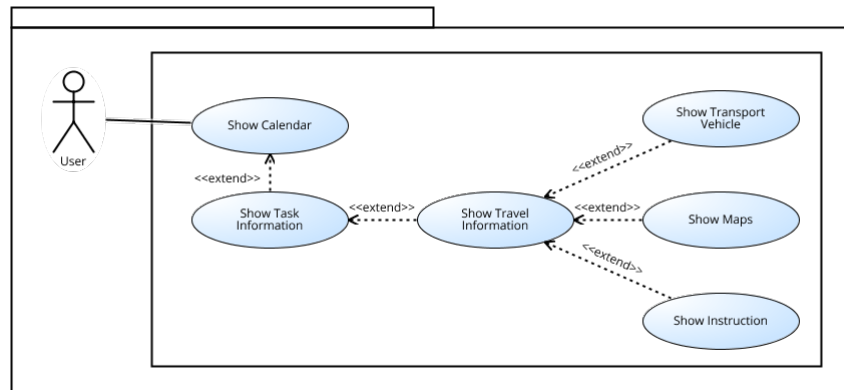 Show Transport
Vehicle
Show Calendar
<<extend>>
User
<<extend>>
<<extend>>
<<extend>>
Show Task
Information
Show Travel
Information
Show Maps
<<extend>>
Show Instruction